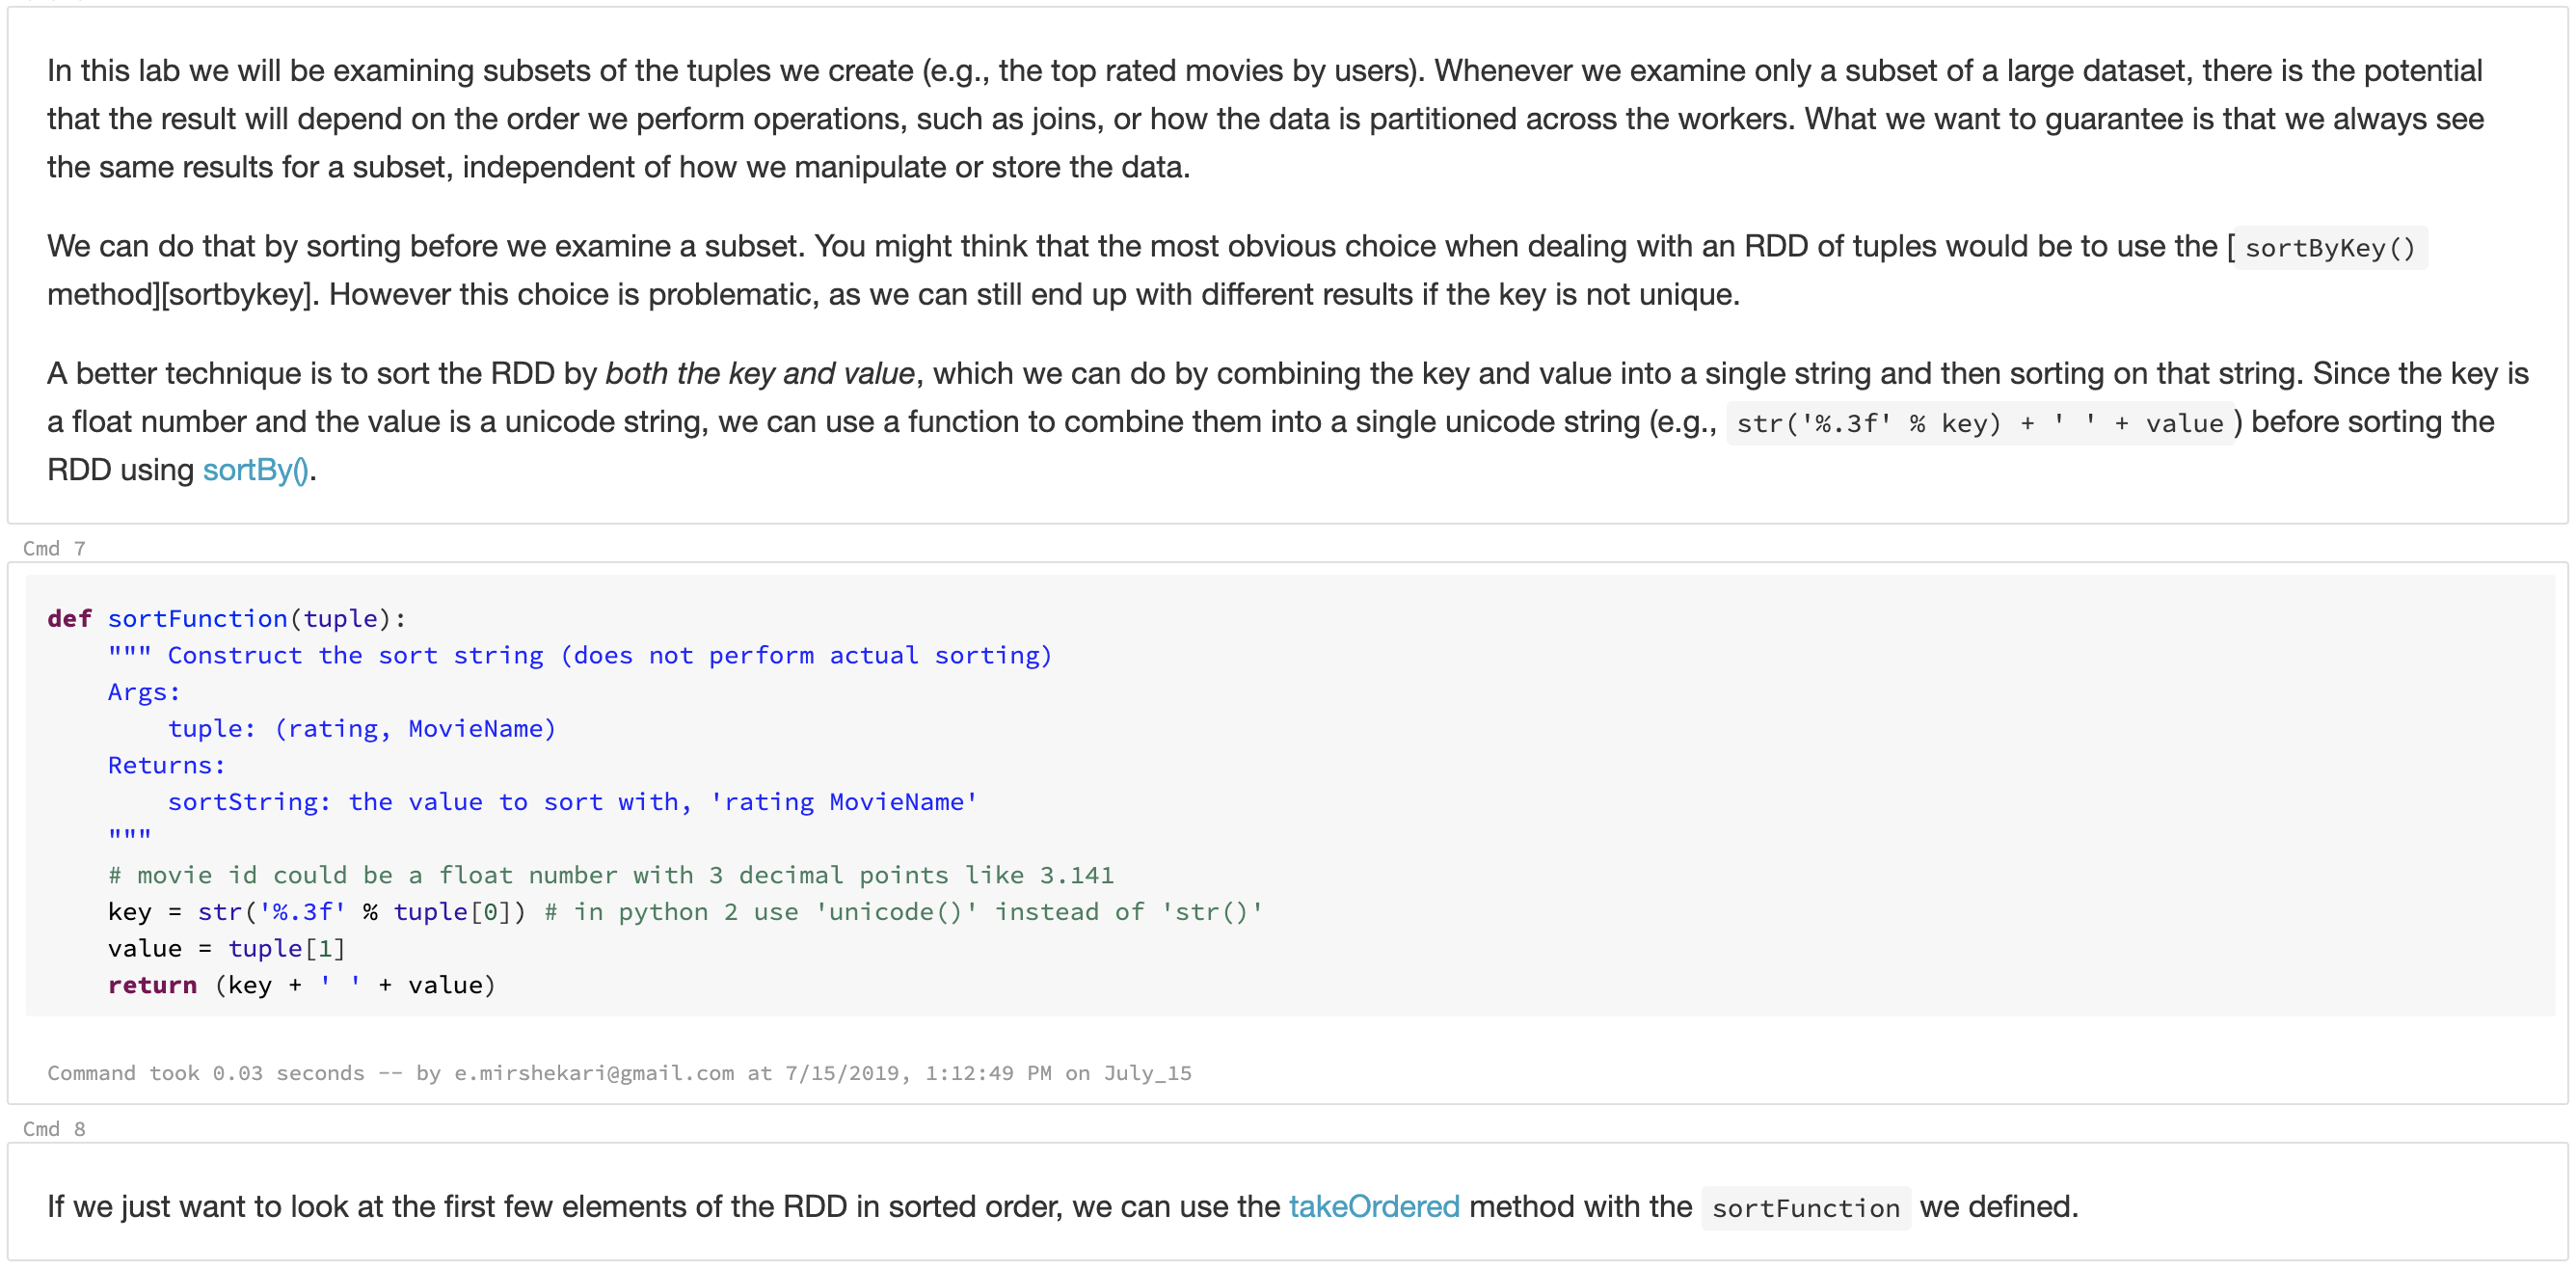 In this lab we will be examining subsets of the tuples we create (e.g., the top rated movies by users). Whenever we examine only a subset of a large dataset, there is the potential
that the result will depend on the order we perform operations, such as joins, or how the data is partitioned across the workers. What we want to guarantee is that we always see
the same results for a subset, independent of how we manipulate or store the data.
We can do that by sorting before we examine a subset. You might think that the most obvious choice when dealing with an RDD of tuples would be to use the [ sortByKey()
method][sortbykey]. However this choice is problematic, as we can still end up with different results if the key is not unique.
A better technique is to sort the RDD by both the key and value, which we can do by combining the key and value into a single string and then sorting on that string. Since the key is
a float number and the value is a unicode string, we can use a function to combine them into a single unicode string (e.g., str('%.3f' % key) + ' ' + value ) before sorting the
RDD using sortBy().
Cmd 7
def sortFunction(tuple):
    """ Construct the sort string (does not perform actual sorting)
    Args:
        tuple: (rating, MovieName)
    Returns:
        sortString: the value to sort with, 'rating MovieName'
    """
    # movie id could be a float number with 3 decimal points like 3.141
    key = str('%.3f' % tuple[0]) # in python 2 use 'unicode()' instead of 'str()'
    value = tuple[1]
    return (key + ' ' + value)
Command took 0.03 seconds -- by e.mirshekari@gmail.com at 7/15/2019, 1:12:49 PM on July_15
Cmd 8
If we just want to look at the first few elements of the RDD in sorted order, we can use the takeOrdered method with the sortFunction we defined.